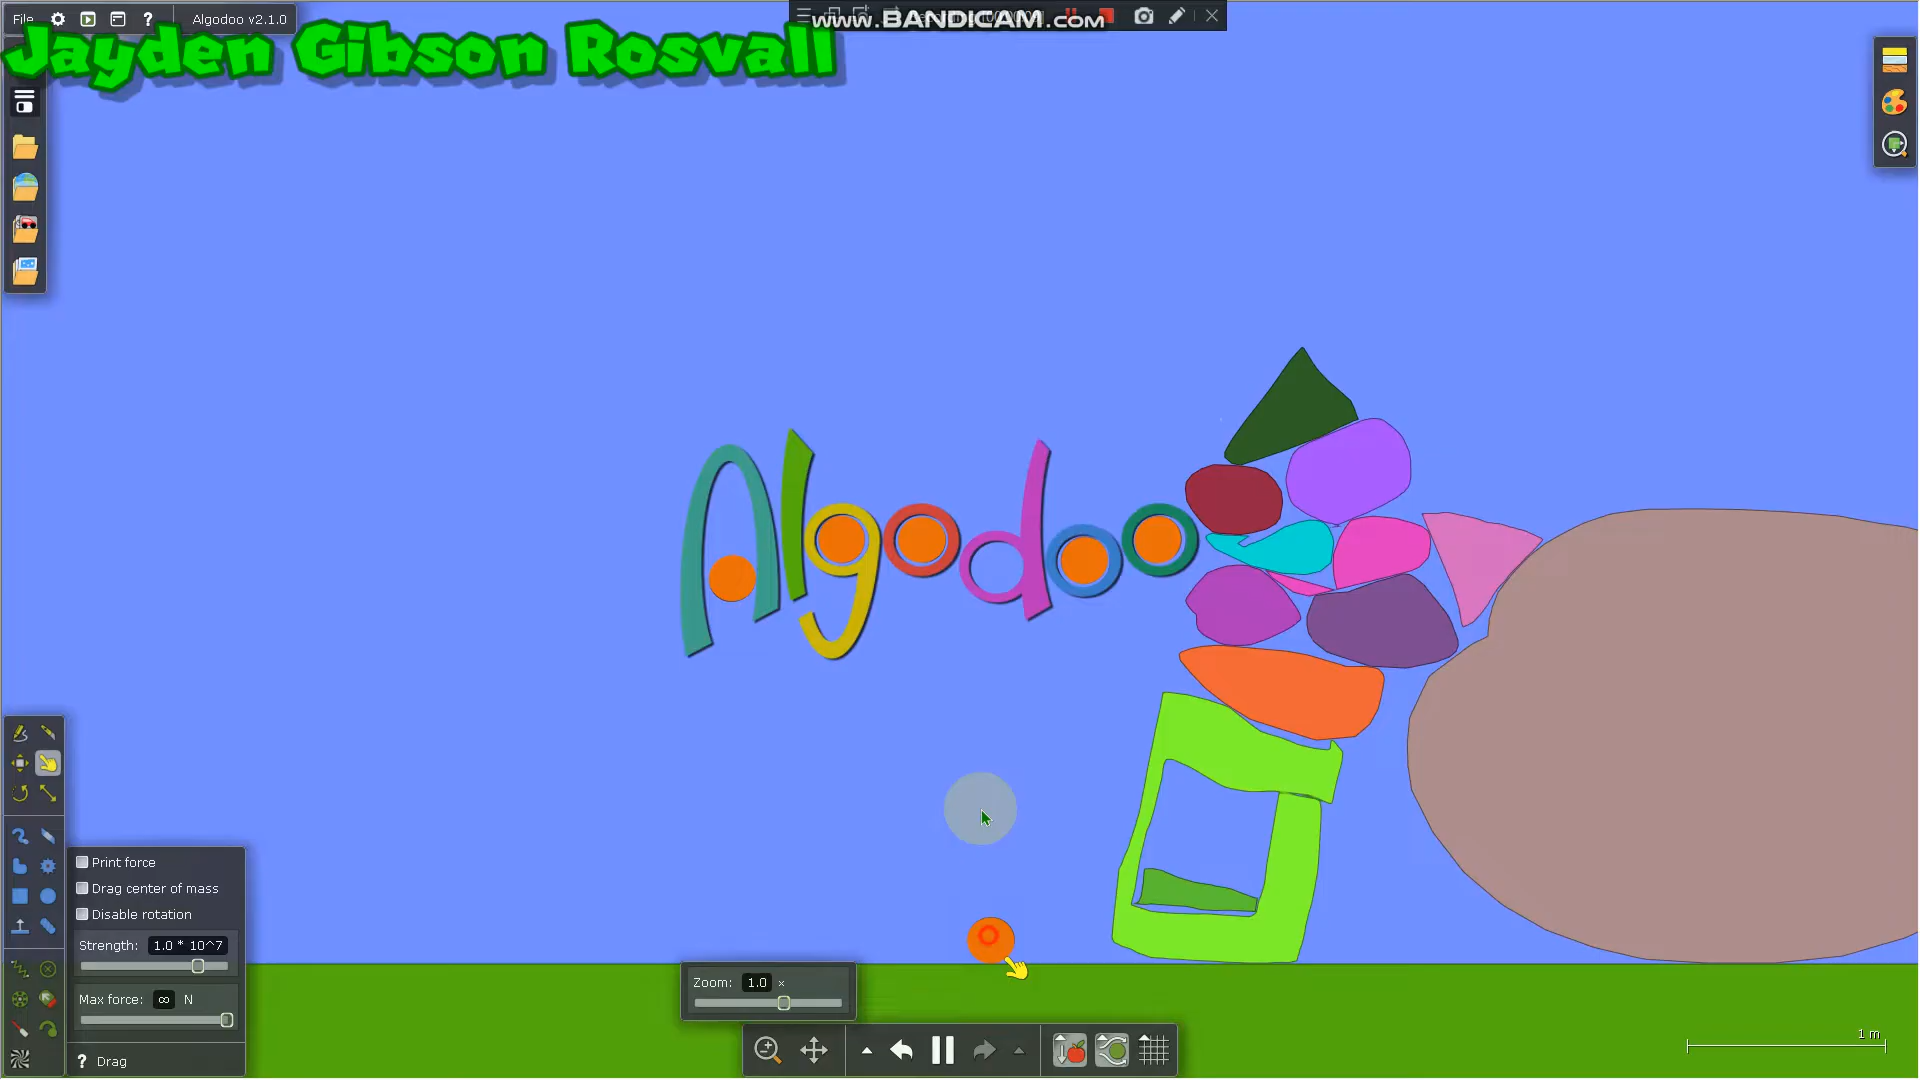 File
Algodoo v2.1.0
www.BANDICAM.com
Jayden Gibson Rosvall
Algodoo
Print force
Drag center of mass
Disable rotation
Strength: 1.0 * 10^7
Max force: ∞ N
? Drag
Zoom: 1.0 ×
1 m